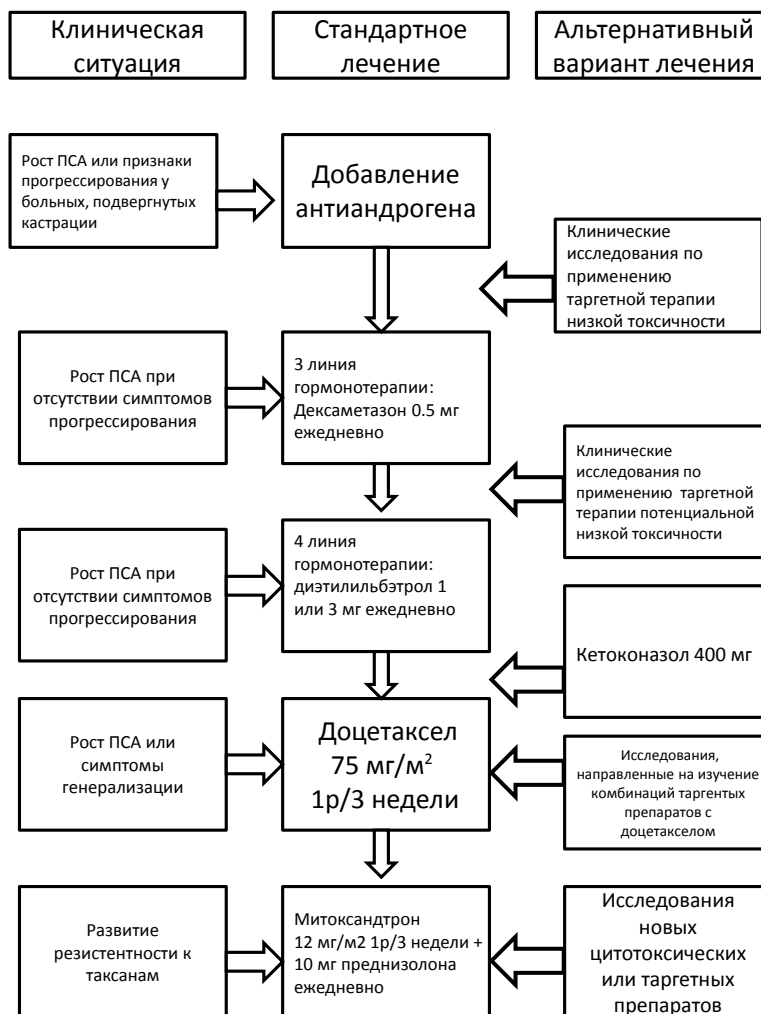 Клиническая
ситуация
Стандартное
лечение
Альтернативный
вариант лечения
Рост ПСА или признаки
прогрессирования у
больных, подвергнутых
кастрации
Добавление
антиандрогена
Клинические
исследования по
применению
таргетной терапии
низкой токсичности
Рост ПСА при
отсутствии симптомов
прогрессирования
3 линия
гормонотерапии:
Дексаметазон 0.5 мг
ежедневно
Клинические
исследования по
применению таргетной
терапии потенциальной
низкой токсичности
Рост ПСА при
отсутствии симптомов
прогрессирования
4 линия
гормонотерапии:
диэтилильбэтрол 1
или 3 мг ежедневно
Кетоконазол 400 мг
Рост ПСА или
симптомы
генерализации
Доцетаксел
75 мг/м²
1р/3 недели
Исследования,
направленные на изучение
комбинаций таргентых
препаратов с
доцетакселом
Развитие
резистентности к
таксанам
Митоксандтрон
12 мг/м2 1р/3 недели +
10 мг преднизолона
ежедневно
Исследования
новых
цитотоксических
или таргетных
препаратов